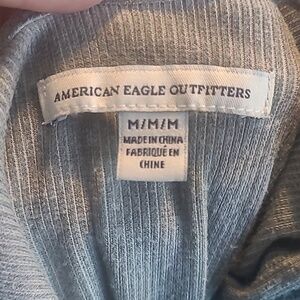 AMERICAN EAGLE OUTFITTERS
M/M/M
MADE IN CHINA
FABRIQUÉ EN
CHINE